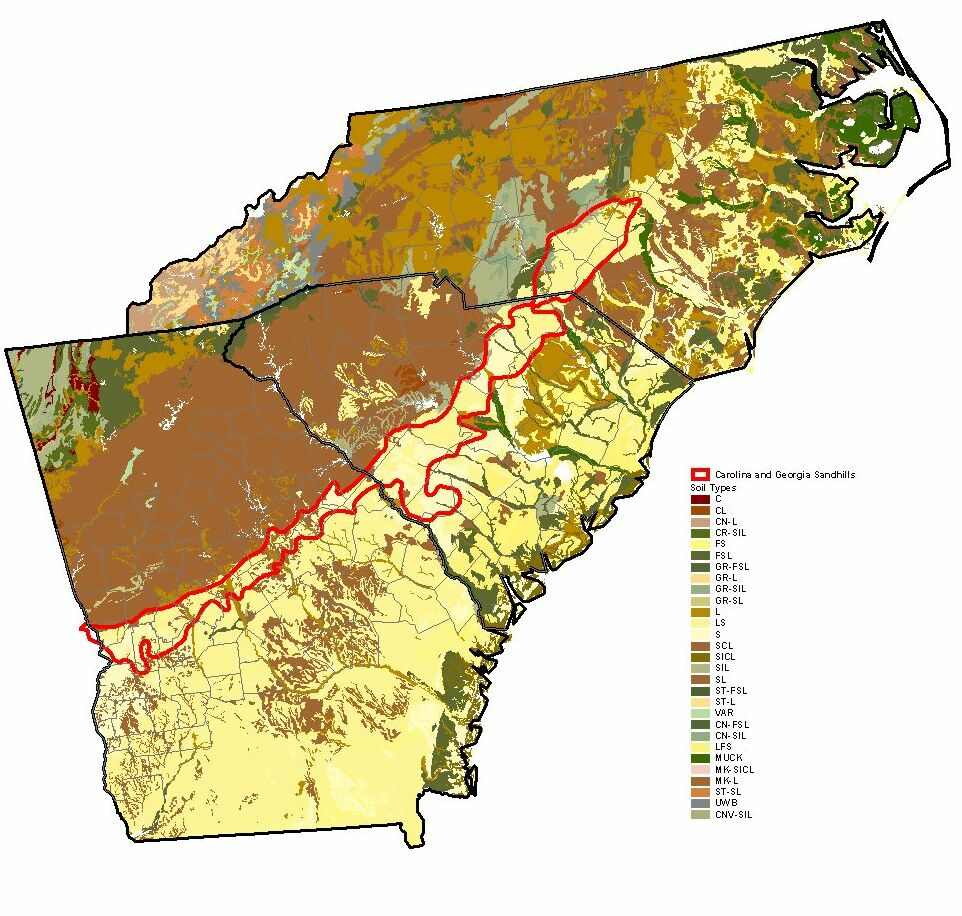 Carolina and Georgia Sandhills
Soil Types
C
CL
CN-L
CR-SIL
FS
FSL
GR-FSL
GR-L
GR-SIL
GR-SL
L
LS
S
SCL
SICL
SIL
SL
ST-FSL
ST-L
VAR
CN-FSL
CN-SIL
LFS
MUCK
MK-SICL
MK-L
ST-SL
UWB
CNV-SIL